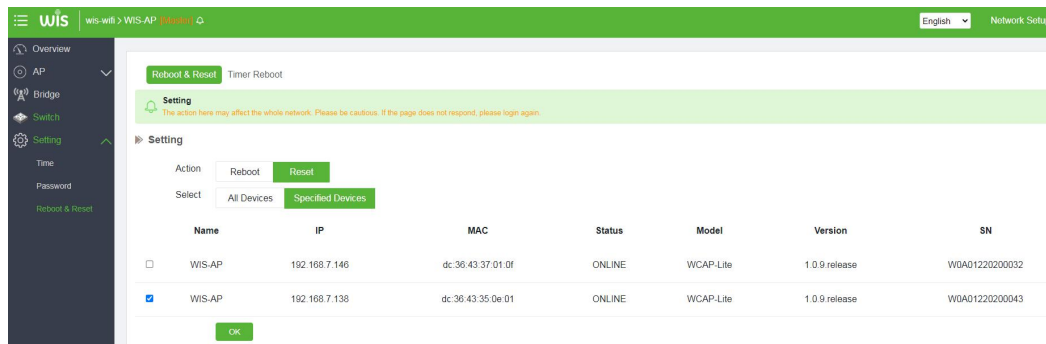 wis wis-wifi > WIS-AP [Master] English Network Setu
Overview
AP
Bridge
Switch
Setting
Time
Password
Reboot & Reset
Reboot & Reset Timer Reboot
Setting
The action here may affect the whole network. Please be cautious. If the page does not respond, please login again.
Setting
Action Reboot Reset
Select All Devices Specified Devices
Name IP MAC Status Model Version SN
WIS-AP 192.168.7.146 dc:36:43:37:01:0f ONLINE WCAP-Lite 1.0.9.release W0A01220200032
WIS-AP 192.168.7.138 dc:36:43:35:0e:01 ONLINE WCAP-Lite 1.0.9.release W0A01220200043
OK